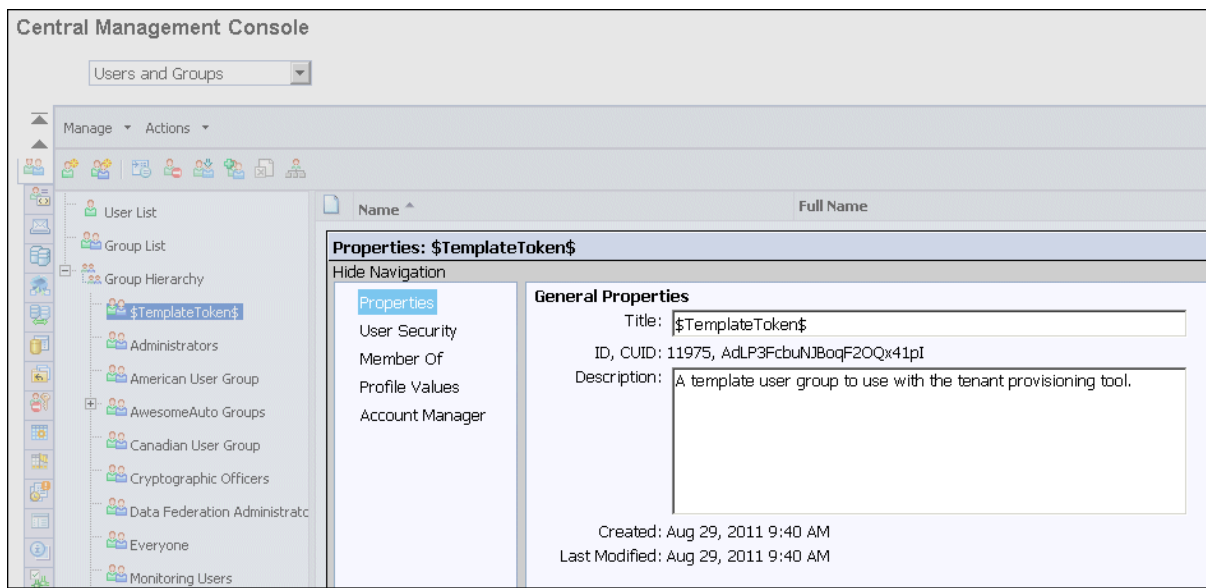 Central Management Console
Users and Groups
Manage Actions
User List
Group List
Group Hierarchy
$TemplateToken$
Administrators
American User Group
AwesomeAuto Groups
Canadian User Group
Cryptographic Officers
Data Federation Administratc
Everyone
Monitoring Users
Name Full Name
Properties: $TemplateToken$
Hide Navigation
Properties
User Security
Member Of
Profile Values
Account Manager
General Properties
Title: $TemplateToken$
ID, CUID: 11975, AdLP3FcbuNJBoqF2OQx41pI
Description: A template user group to use with the tenant provisioning tool.
Created: Aug 29, 2011 9:40 AM
Last Modified: Aug 29, 2011 9:40 AM